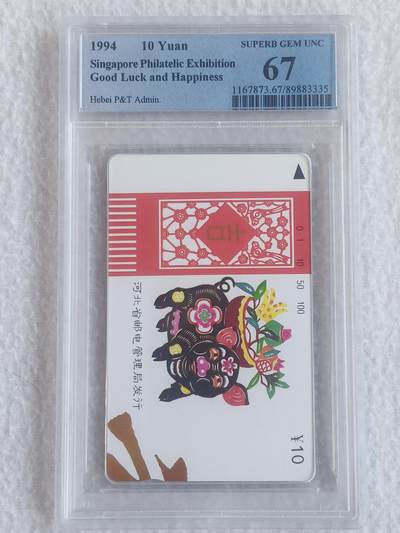 1994 10 Yuan
Singapore Philatelic Exhibition
Good Luck and Happiness
Hebei P&T Admin.
SUPERB GEM UNC
67
1167873.67/89883335
吉
0 1 10 50 100
河北省邮电管理局发行
¥10